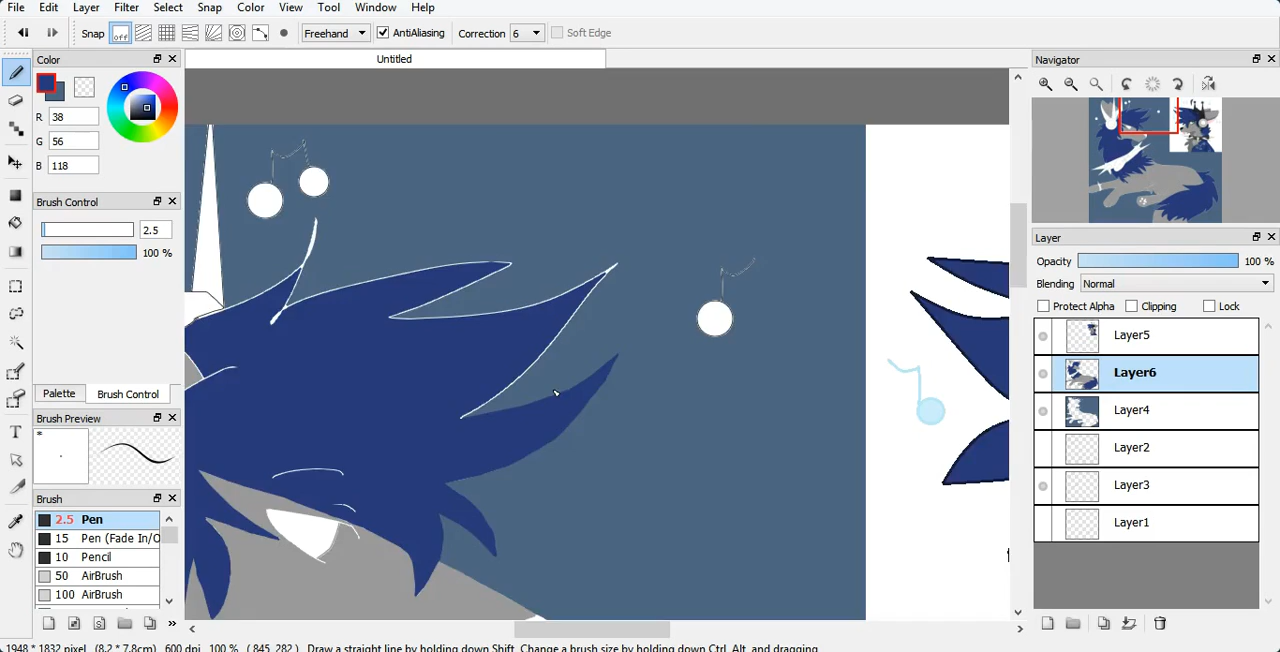 File Edit Layer Filter Select Snap Color View Tool Window Help
Snap off Freehand AntiAliasing Correction 6 Soft Edge
Color
Untitled
Navigator
R 38
G 56
B 118
Brush Control
2.5
100 %
Layer
Opacity 100 %
Blending Normal
Protect Alpha Clipping Lock
Layer5
Layer6
Layer4
Layer2
Layer3
Layer1
Palette Brush Control
Brush Preview
*
Brush
2.5 Pen
15 Pen (Fade In/O
10 Pencil
50 AirBrush
100 AirBrush
1948 * 1832 pixel (8.2 * 7.8cm) 600 dpi 100 % ( 845, 282 ) Draw a straight line by holding down Shift, Change a brush size by holding down Ctrl, Alt, and dragging